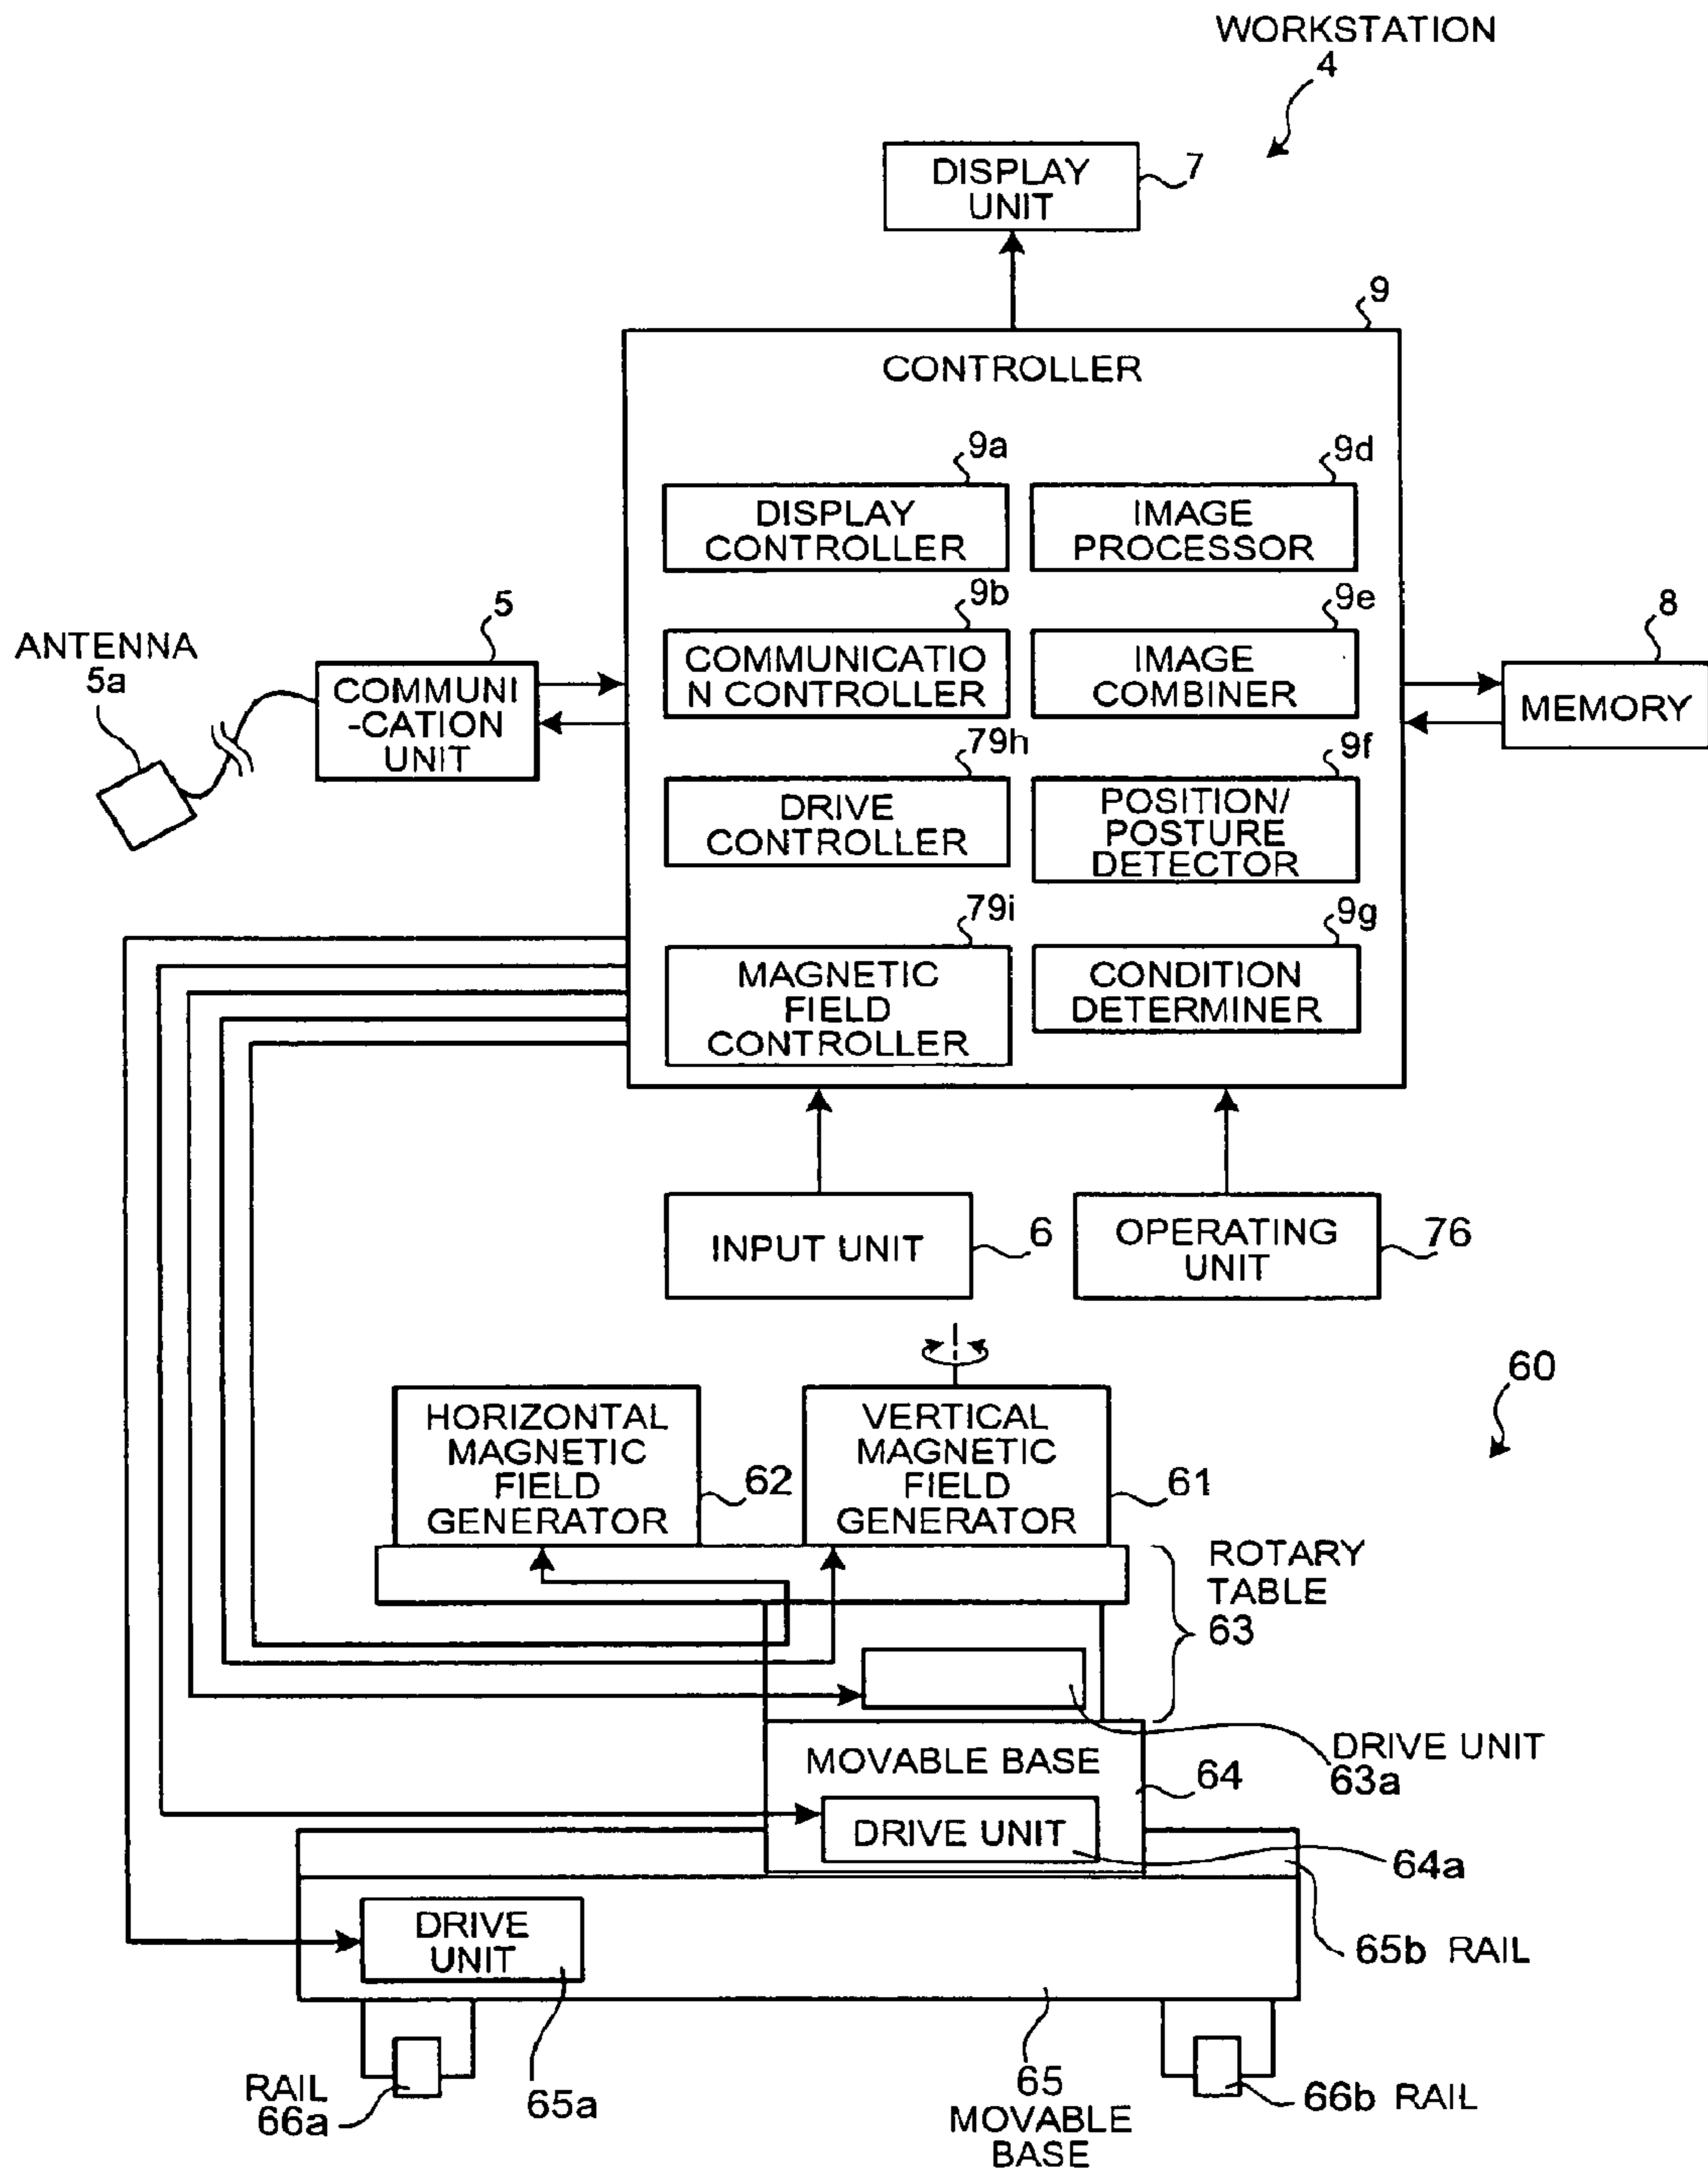 WORKSTATION
4
DISPLAY
UNIT
7
9
CONTROLLER
9a
DISPLAY
CONTROLLER
9d
IMAGE
PROCESSOR
9b
COMMUNICATIO
N CONTROLLER
9e
IMAGE
COMBINER
ANTENNA
5a
5
COMMUNI
-CATION
UNIT
8
MEMORY
79h
DRIVE
CONTROLLER
9f
POSITION/
POSTURE
DETECTOR
79i
MAGNETIC
FIELD
CONTROLLER
9g
CONDITION
DETERMINER
INPUT UNIT
6
OPERATING
UNIT
76
60
HORIZONTAL
MAGNETIC
FIELD
GENERATOR
62
VERTICAL
MAGNETIC
FIELD
GENERATOR
61
ROTARY
TABLE
63
DRIVE UNIT
63a
MOVABLE BASE
64
DRIVE UNIT
64a
DRIVE
UNIT
65b RAIL
RAIL
66a
65a
65
MOVABLE
BASE
66b RAIL